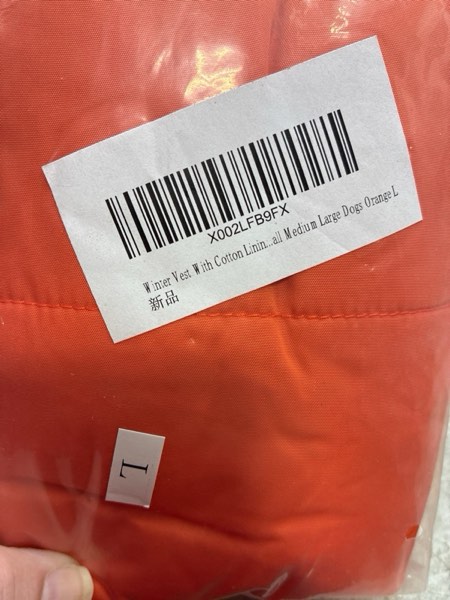 X002LFB9FX
Winter Vest With Cotton Linin...all Medium Large Dogs Orange L
新品
L